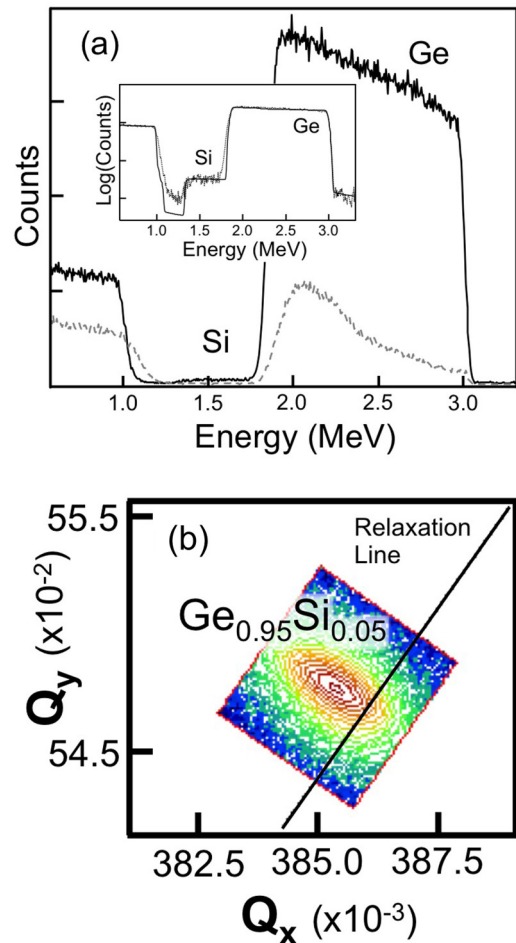 (a)
Ge
Si
Counts
Log(Counts)
Si
Ge
1.0 1.5 2.0 2.5 3.0
Energy (MeV)
1.0 1.5 2.0 2.5 3.0
Energy (MeV)
(b)
Relaxation
Line
Ge0.95Si0.05
55.5
54.5
Qy (x10-2)
382.5 385.0 387.5
Qx (x10-3)